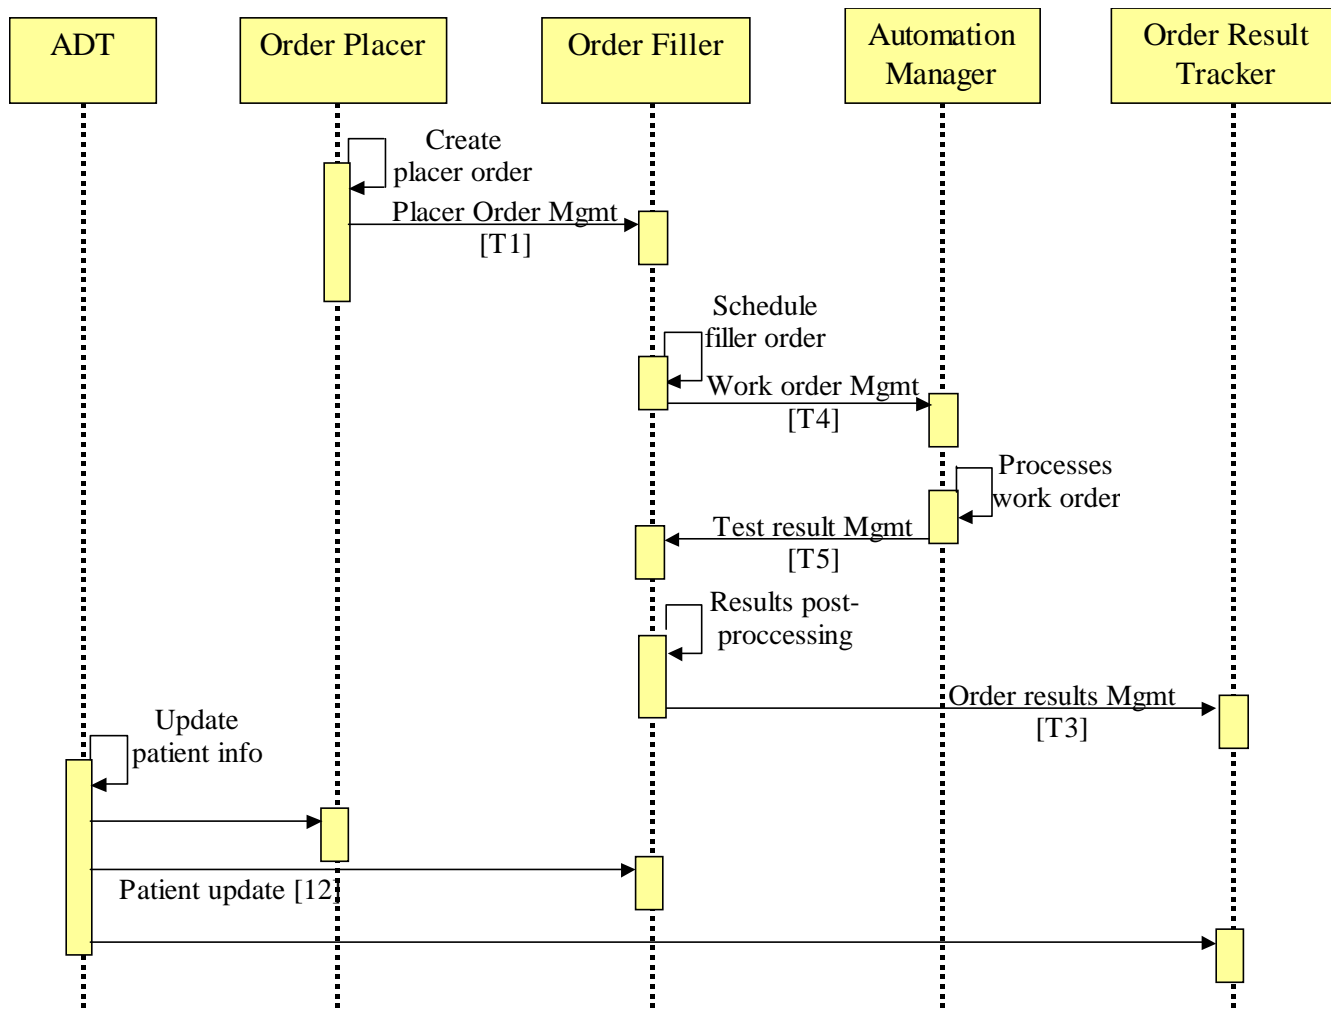 ADT
Order Placer
Order Filler
Automation
Manager
Order Result
Tracker
Create
placer order
Placer Order Mgmt
[T1]
Schedule
filler order
Work order Mgmt
[T4]
Processes
work order
Test result Mgmt
[T5]
Results post-
proccessing
Order results Mgmt
[T3]
Update
patient info
Patient update [12]